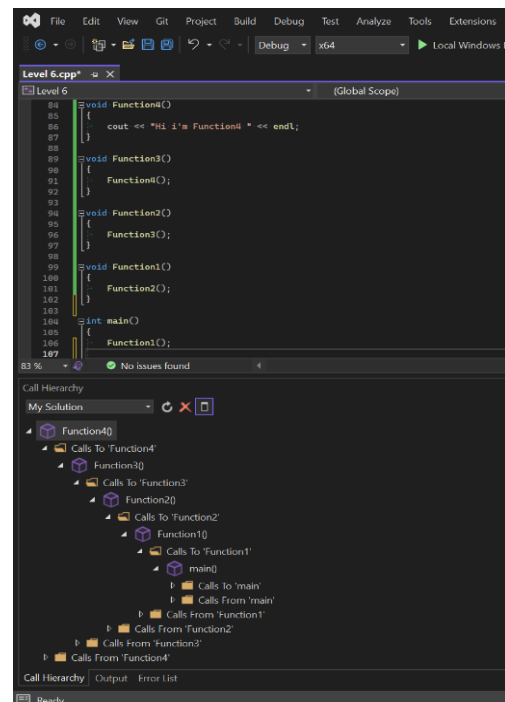 File Edit View Git Project Build Debug Test Analyze Tools Extensions
Debug x64 Local Windows
Level 6.cpp*
Level 6 (Global Scope)
84 void Function4()
85 {
86 cout << "Hi i'm Function4 " << endl;
87 }
88
89 void Function3()
90 {
91 Function4();
92 }
93
94 void Function2()
95 {
96 Function3();
97 }
98
99 void Function1()
100 {
101 Function2();
102 }
103
104 int main()
105 {
106 Function1();
107
83 % No issues found
Call Hierarchy
My Solution
Function4()
Calls To 'Function4'
Function3()
Calls To 'Function3'
Function2()
Calls To 'Function2'
Function1()
Calls To 'Function1'
main()
Calls To 'main'
Calls From 'main'
Calls From 'Function1'
Calls From 'Function2'
Calls From 'Function3'
Calls From 'Function4'
Call Hierarchy Output Error List
Ready